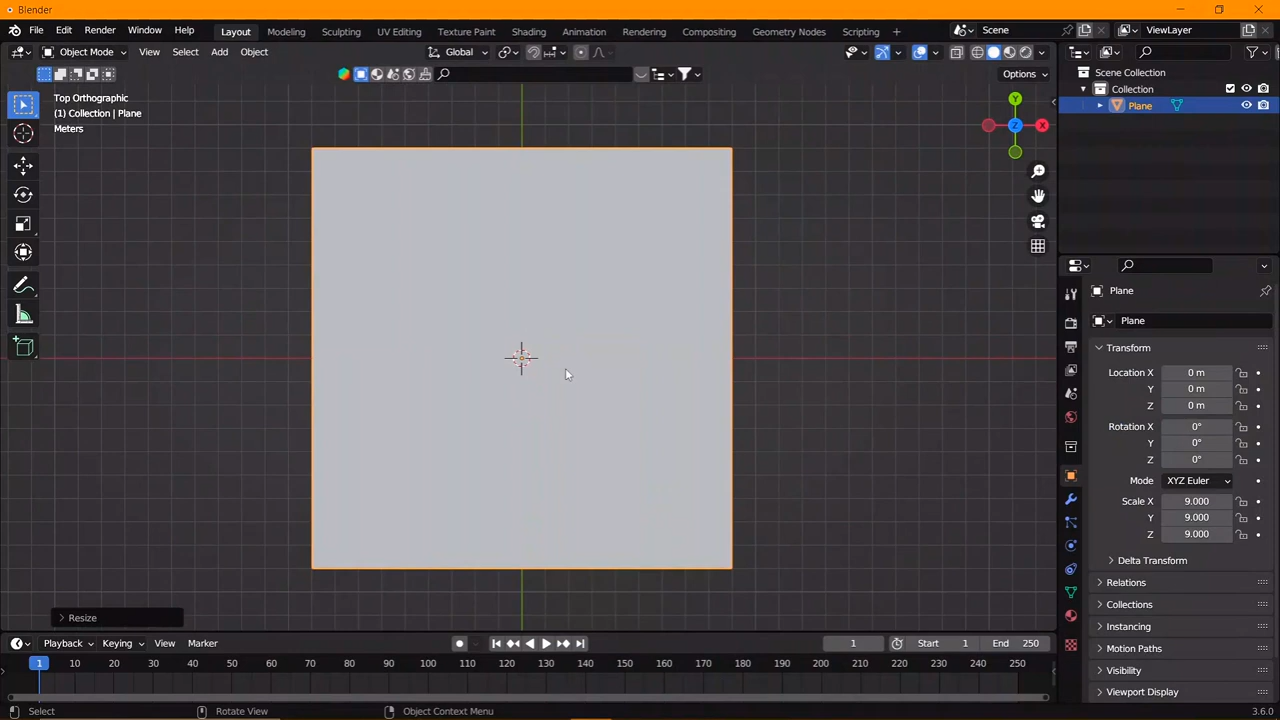 Blender
File Edit Render Window Help Layout Modeling Sculpting UV Editing Texture Paint Shading Animation Rendering Compositing Geometry Nodes Scripting + Scene ViewLayer
Object Mode View Select Add Object Global
Options
Top Orthographic
(1) Collection | Plane
Meters
Y
Z
X
Scene Collection
Collection
Plane
Plane
Plane
Transform
Location X 0 m
Y 0 m
Z 0 m
Rotation X 0°
Y 0°
Z 0°
Mode XYZ Euler
Scale X 9.000
Y 9.000
Z 9.000
Delta Transform
Relations
Collections
Instancing
Motion Paths
Visibility
Viewport Display
Resize
Playback Keying View Marker 1 Start 1 End 250
1 10 20 30 40 50 60 70 80 90 100 110 120 130 140 150 160 170 180 190 200 210 220 230 240 250
Select Rotate View Object Context Menu 3.6.0